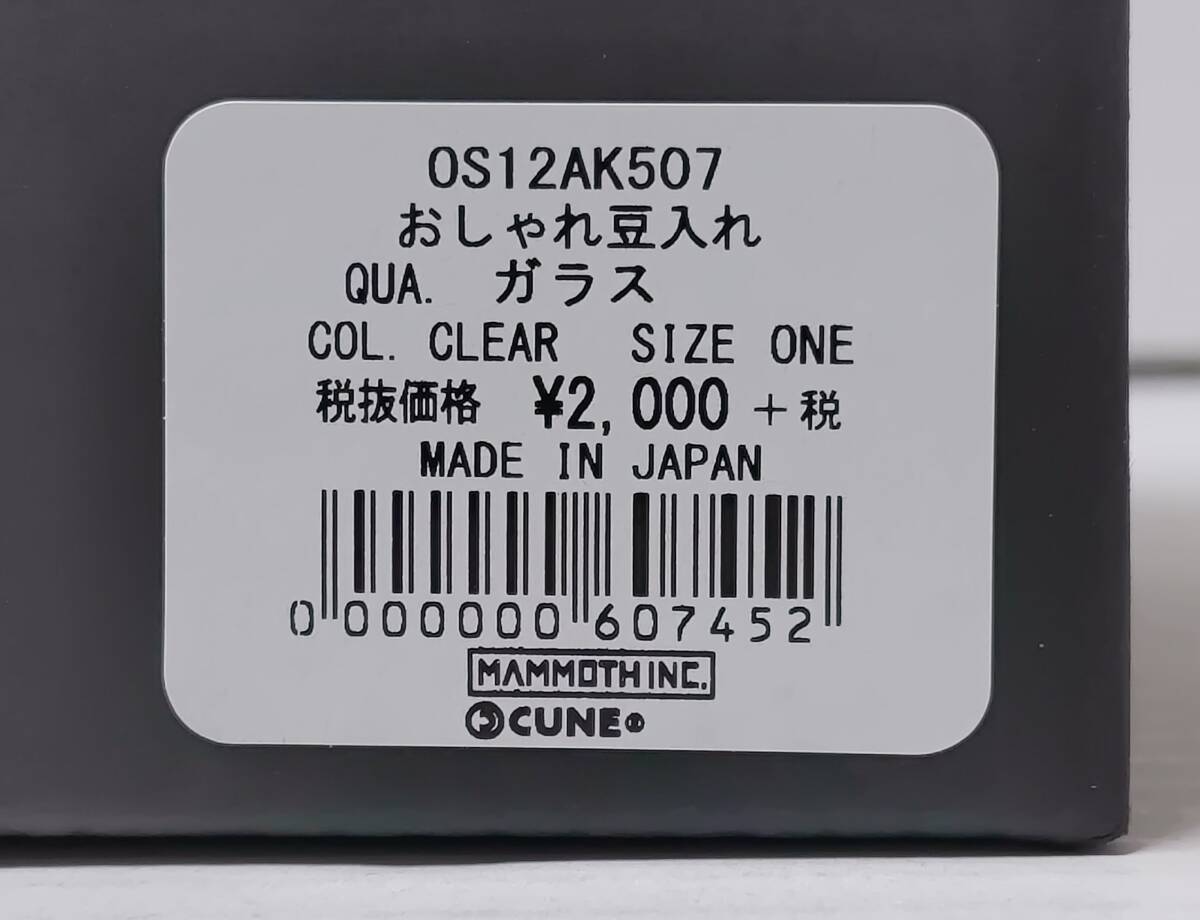 OS12AK507
おしゃれ豆入れ
QUA. ガラス
COL. CLEAR SIZE ONE
税抜価格 ¥2,000 +税
MADE IN JAPAN
0 000000 607452
MAMMOTH INC.
CUNE